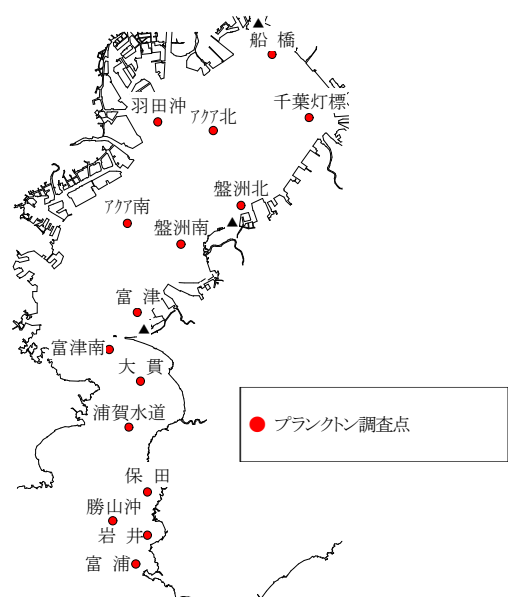 船 橋
千葉灯標
羽田沖
アクア北
盤洲北
アクア南
盤洲南
富 津
富津南
大 貫
浦賀水道
プランクトン調査点
保 田
勝山沖
岩 井
富 浦